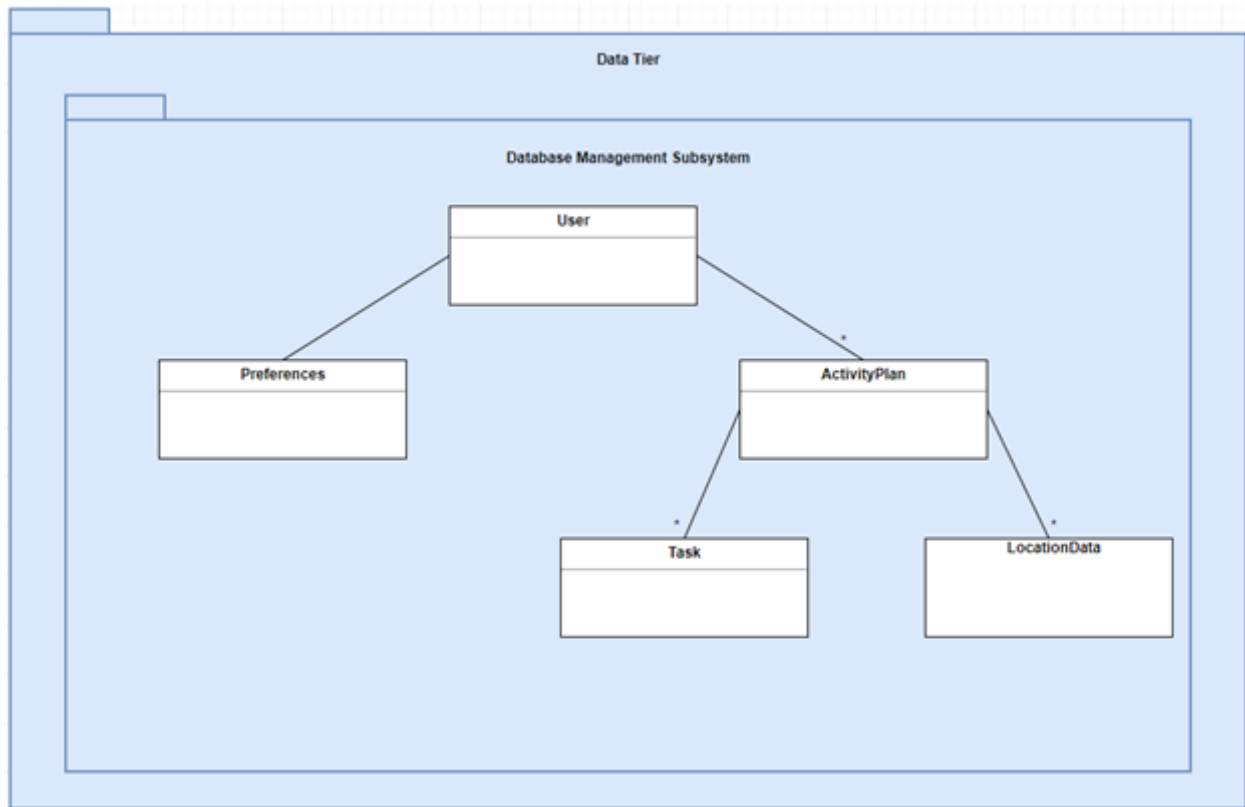 Data Tier
Database Management Subsystem
User
*
Preferences
ActivityPlan
*
*
Task
LocationData